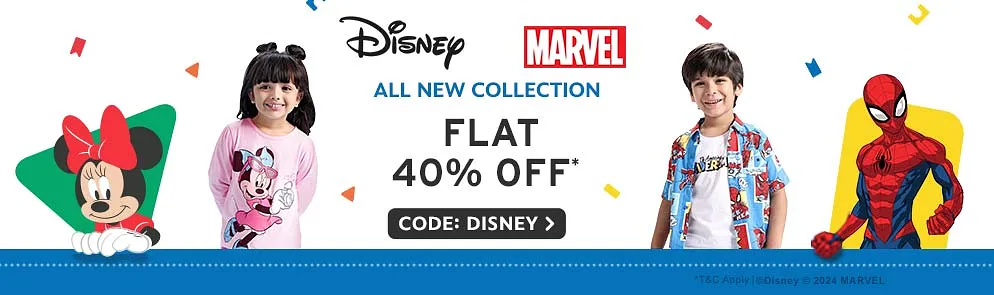 Disney
MARVEL
ALL NEW COLLECTION
FLAT
40% OFF*
CODE: DISNEY >
*T&C Apply |©Disney © 2024 MARVEL